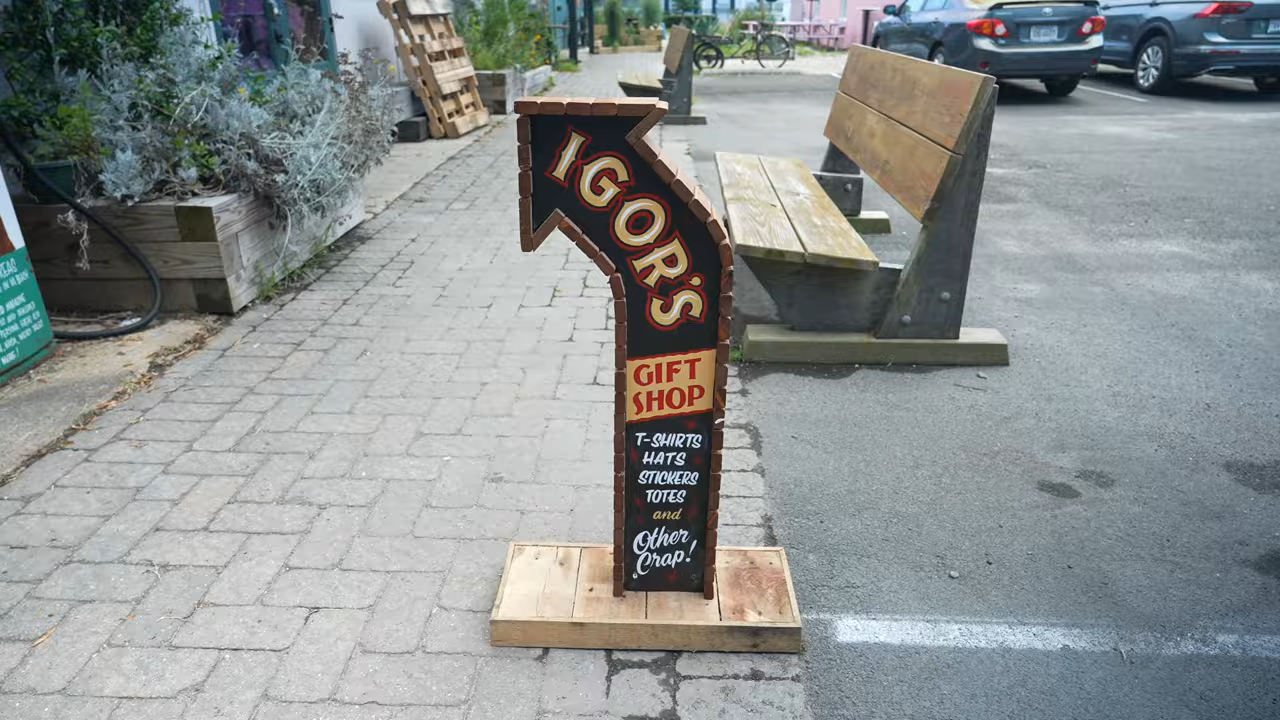 IGOR'S
GIFT
SHOP
T-SHIRTS
HATS
STICKERS
TOTES
and
Other
Crap!